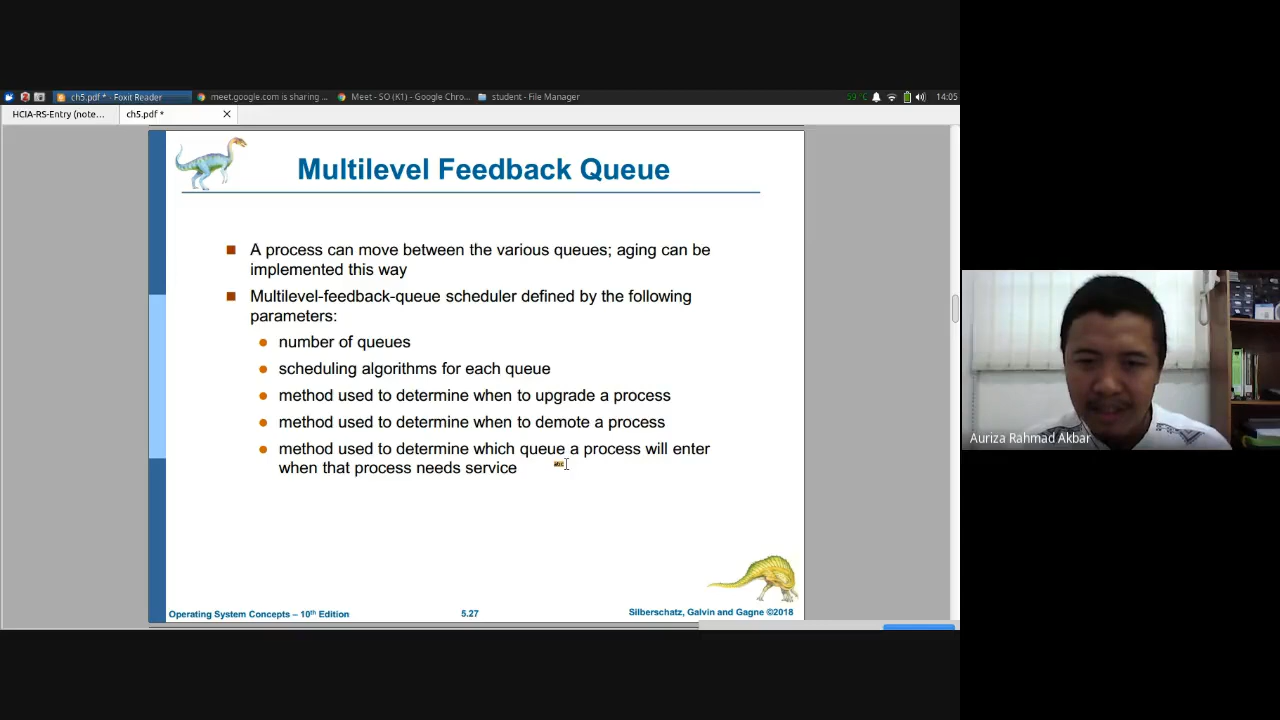 ch5.pdf * - Foxit Reader
meet.google.com is sharing ...
Meet - SO (K1) - Google Chro...
student - File Manager
59°C
14:05
HCIA-RS-Entry (note...
ch5.pdf *
Multilevel Feedback Queue
A process can move between the various queues; aging can be
implemented this way
Multilevel-feedback-queue scheduler defined by the following
parameters:
number of queues
scheduling algorithms for each queue
method used to determine when to upgrade a process
method used to determine when to demote a process
method used to determine which queue a process will enter
when that process needs service
Operating System Concepts – 10th Edition
5.27
Silberschatz, Galvin and Gagne ©2018
Auriza Rahmad Akbar